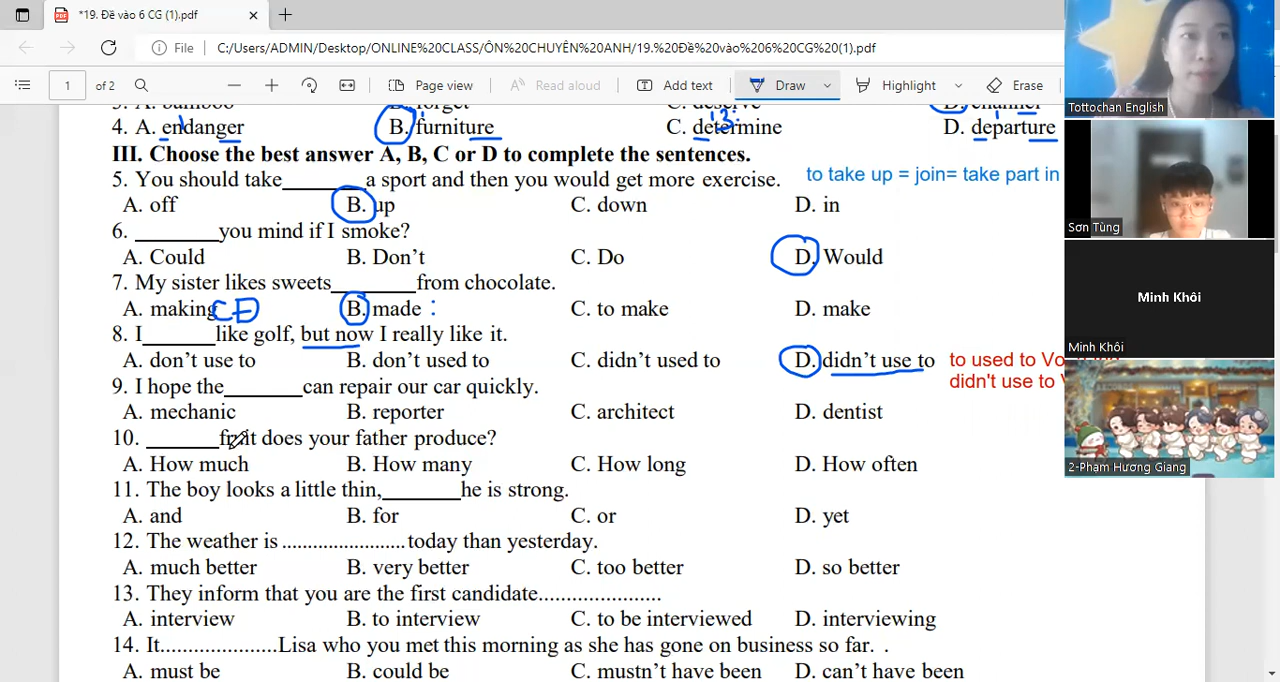 *19. Đề vào 6 CG (1).pdf
File C:/Users/ADMIN/Desktop/ONLINE%20CLASS/ÔN%20CHUYÊN%20ANH/19.%20Đề%20vào%206%20CG%20(1).pdf
1 of 2 Page view Read aloud Add text Draw Highlight Erase
4. A. endanger B. furniture C. determine D. departure
III. Choose the best answer A, B, C or D to complete the sentences.
5. You should take_______a sport and then you would get more exercise. to take up = join= take part in
A. off B. up C. down D. in
6. _______you mind if I smoke?
A. Could B. Don't C. Do D. Would
7. My sister likes sweets_______from chocolate.
A. making B. made : C. to make D. make
8. I______like golf, but now I really like it.
A. don't use to B. don't used to C. didn't used to D. didn't use to to used to
9. I hope the_______can repair our car quickly. didn't use to
A. mechanic B. reporter C. architect D. dentist
10. ______fruit does your father produce?
A. How much B. How many C. How long D. How often
11. The boy looks a little thin,_______he is strong.
A. and B. for C. or D. yet
12. The weather is ........................today than yesterday.
A. much better B. very better C. too better D. so better
13. They inform that you are the first candidate.....................
A. interview B. to interview C. to be interviewed D. interviewing
14. It....................Lisa who you met this morning as she has gone on business so far. .
A. must be B. could be C. mustn't have been D. can't have been
Tottochan English
Sơn Tùng
Minh Khôi
Minh Khôi
2-Phạm Hương Giang